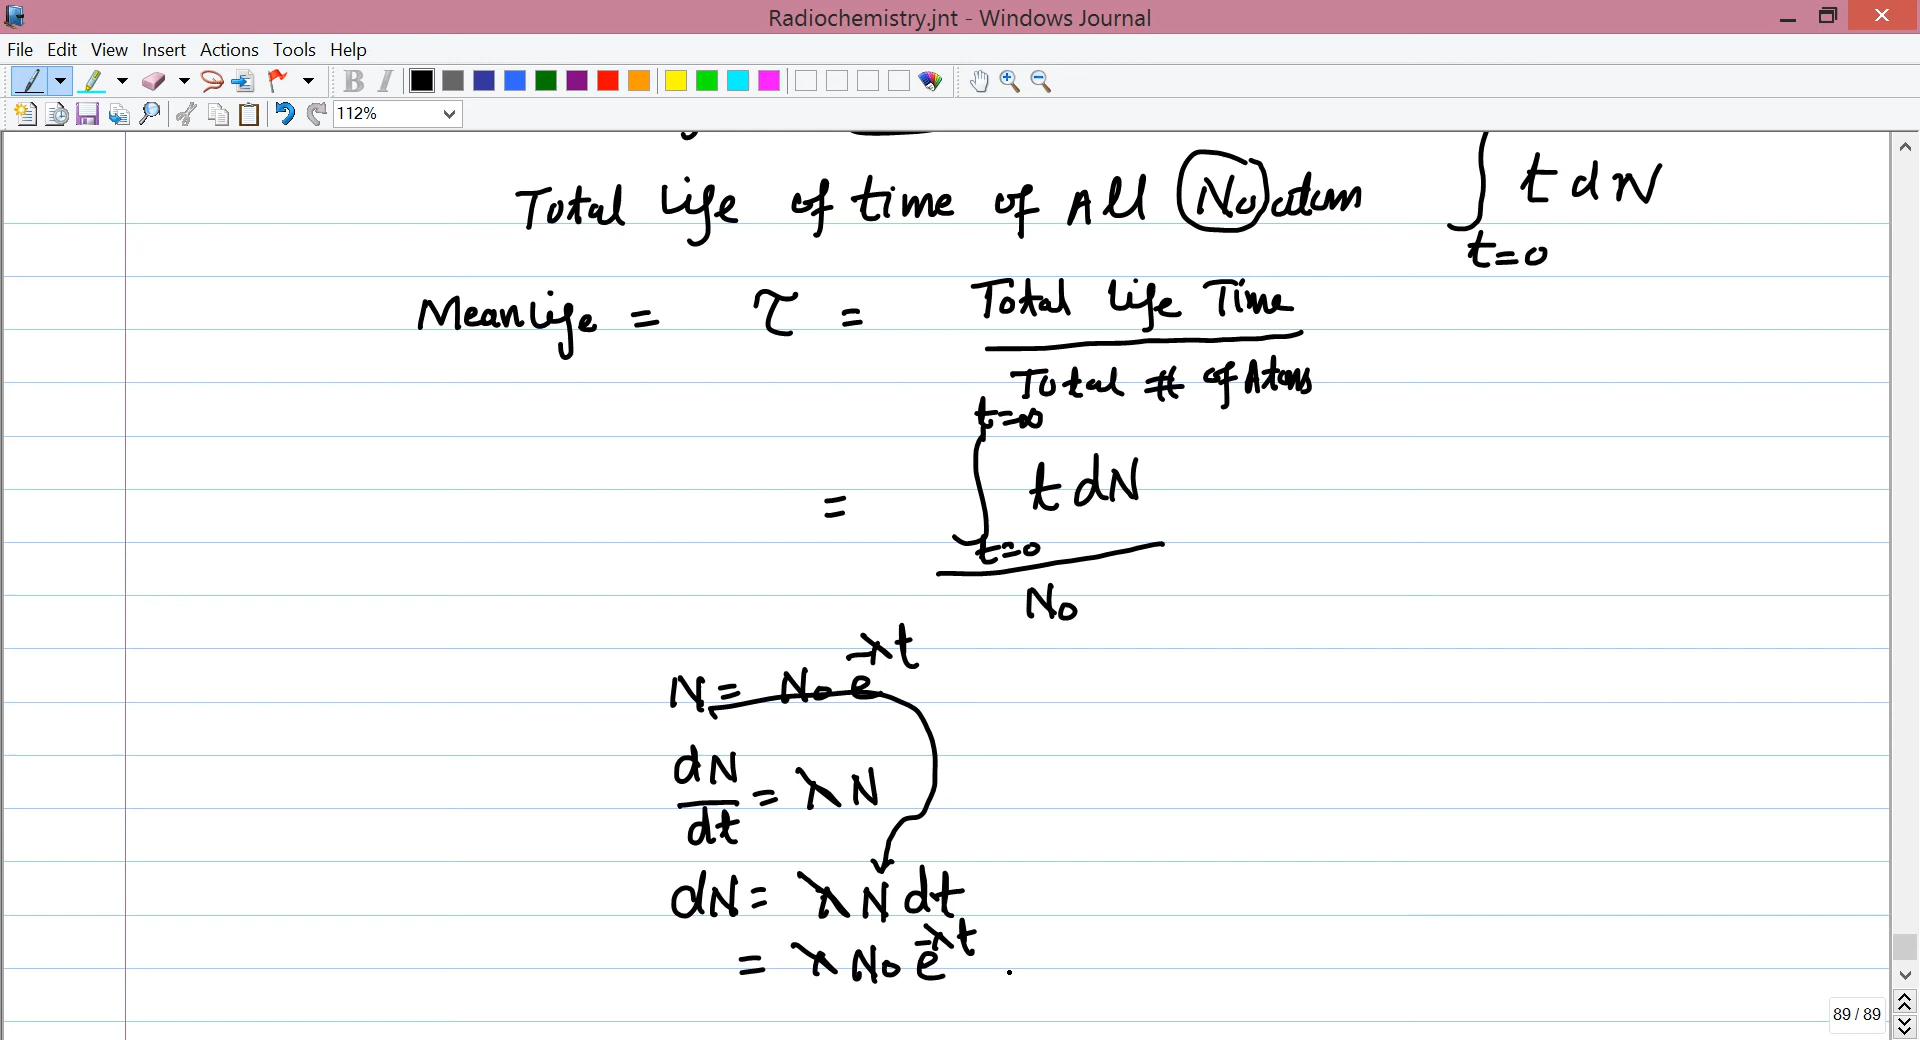 Radiochemistry.jnt - Windows Journal
File Edit View Insert Actions Tools Help
B I
112%
Total Life of time of All No atom ∫ t dN
t=0
Mean Life = τ = Total Life Time
Total # of Atoms
t=∞
= ∫ t dN
t=0
No
N = No e^-λt
dN
dt = λN
dN = λ N dt
= λ No e^-λt .
89 / 89